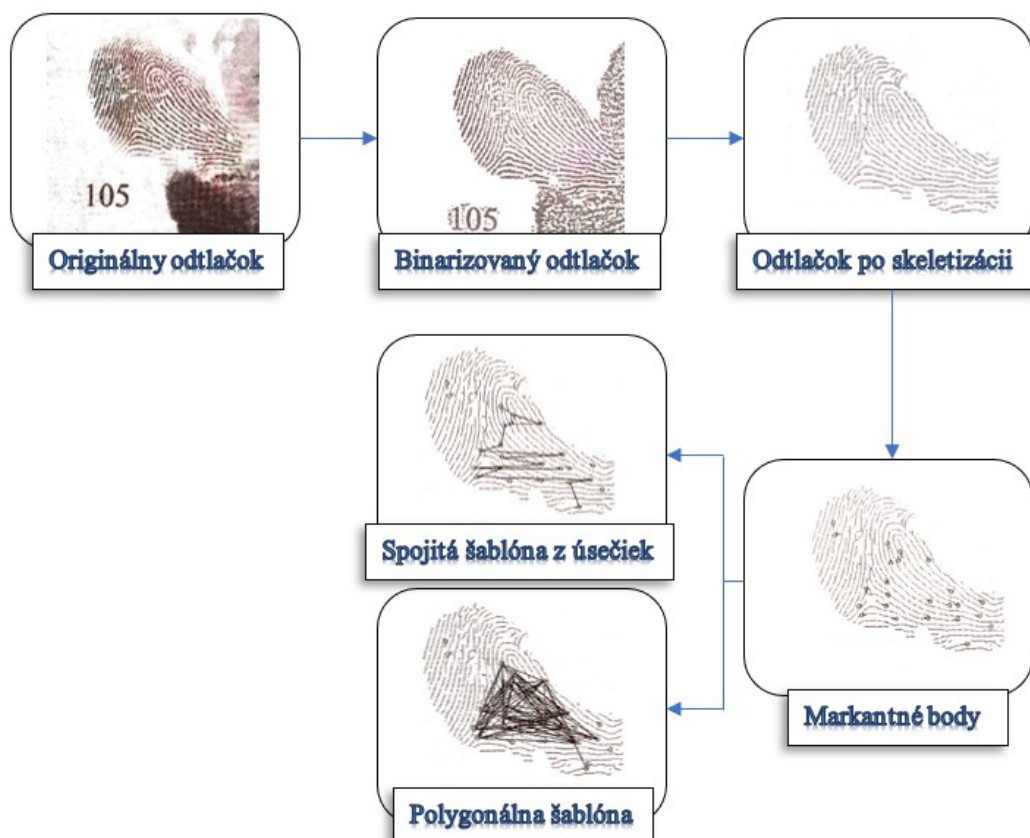 105
Originálny odtlačok
105
Binarizovaný odtlačok
Odtlačok po skeletizácii
Spojitá šablóna z úsečiek
Markantné body
Polygonálna šablóna